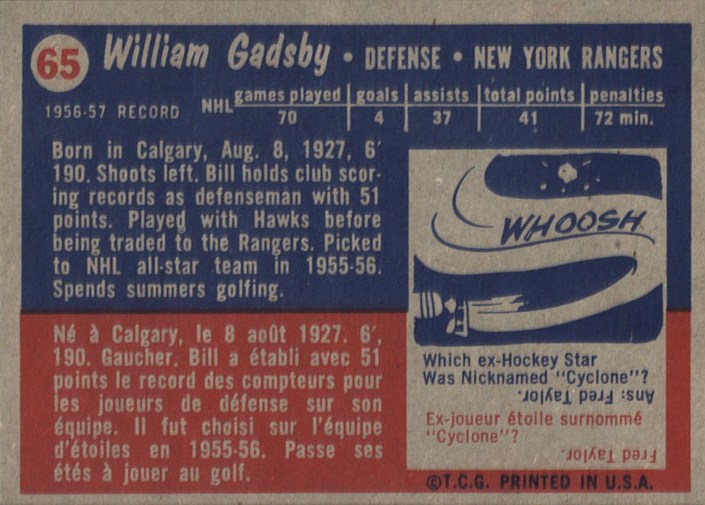 65 William Gadsby • DEFENSE • NEW YORK RANGERS
1956-57 RECORD
NHL
games played goals assists total points penalties
70 4 37 41 72 min.
Born in Calgary, Aug. 8, 1927, 6'
190. Shoots left. Bill holds club scor-
ing records as defenseman with 51
points. Played with Hawks before
being traded to the Rangers. Picked
to NHL all-star team in 1955-56.
Spends summers golfing.
Né à Calgary, le 8 août 1927. 6',
190. Gaucher. Bill a établi avec 51
points le record des compteurs pour
les joueurs de défense sur son
équipe. Il fut choisi sur l'équipe
d'étoiles en 1955-56. Passe ses
étés à jouer au golf.
WHOOSH
Which ex-Hockey Star
Was Nicknamed "Cyclone"?
Ans: Fred Taylor.
Ex-joueur étoile surnommé
"Cyclone"?
Fred Taylor.
©T.C.G. PRINTED IN U.S.A.